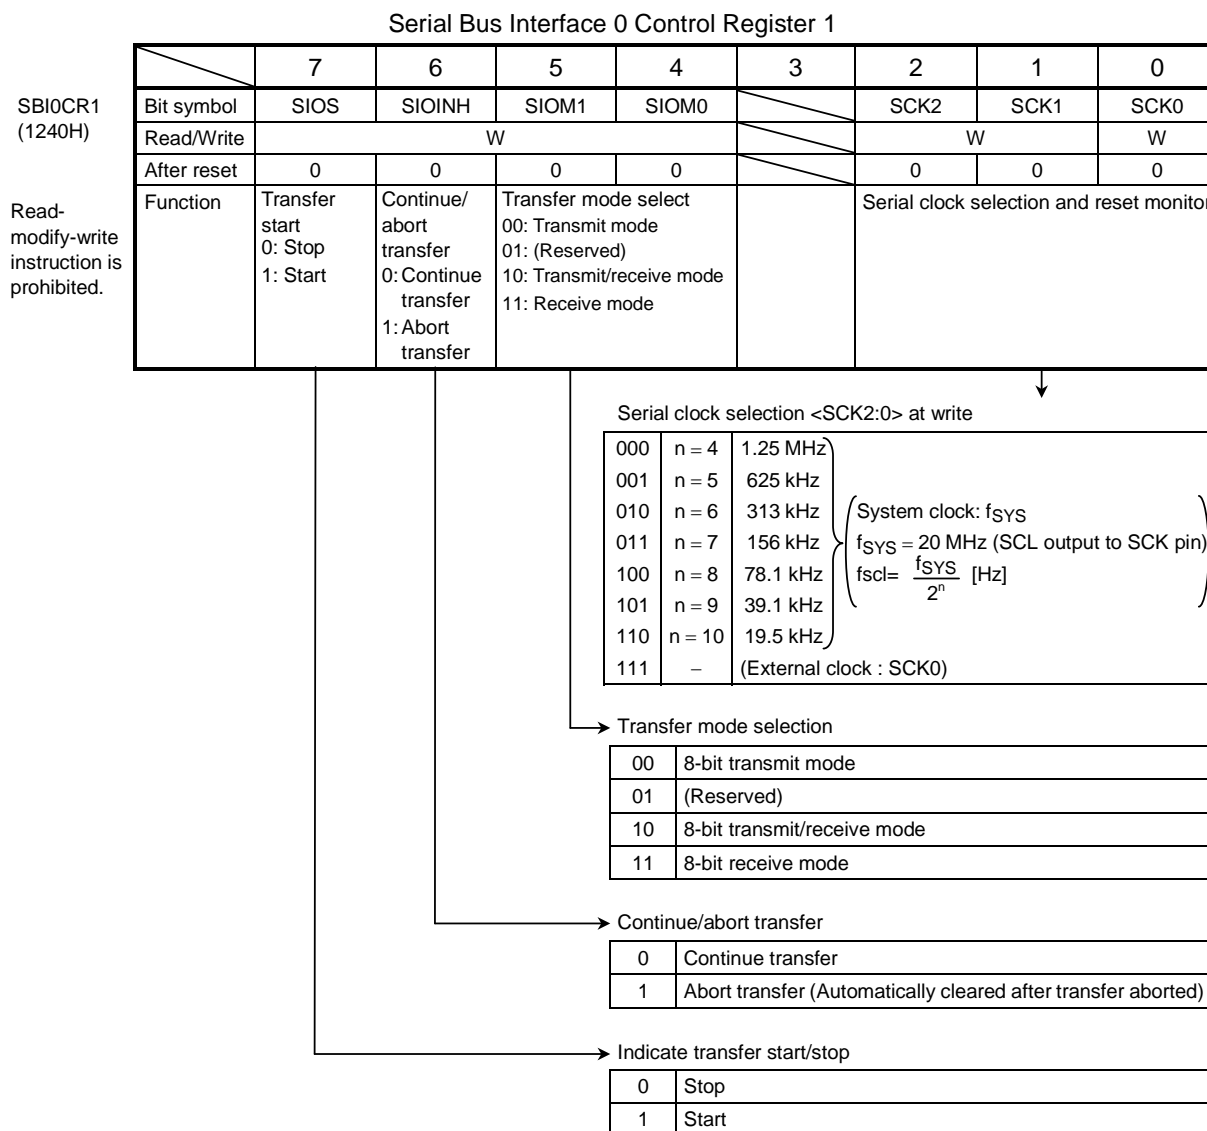 Serial Bus Interface 0 Control Register 1
7 6 5 4 3 2 1 0
SBI0CR1
(1240H)
Bit symbol SIOS SIOINH SIOM1 SIOM0 SCK2 SCK1 SCK0
Read/Write W W W
After reset 0 0 0 0 0 0 0
Read-
modify-write
instruction is
prohibited.
Function
Transfer
start
0: Stop
1: Start
Continue/
abort
transfer
0: Continue
transfer
1: Abort
transfer
Transfer mode select
00: Transmit mode
01: (Reserved)
10: Transmit/receive mode
11: Receive mode
Serial clock selection and reset monitor
Serial clock selection <SCK2:0> at write
000 n = 4 1.25 MHz
001 n = 5 625 kHz
010 n = 6 313 kHz
011 n = 7 156 kHz
100 n = 8 78.1 kHz
101 n = 9 39.1 kHz
110 n = 10 19.5 kHz
111 – (External clock : SCK0)
System clock: fSYS
fSYS = 20 MHz (SCL output to SCK pin)
fscl= fSYS / 2^n [Hz]
Transfer mode selection
00 8-bit transmit mode
01 (Reserved)
10 8-bit transmit/receive mode
11 8-bit receive mode
Continue/abort transfer
0 Continue transfer
1 Abort transfer (Automatically cleared after transfer aborted)
Indicate transfer start/stop
0 Stop
1 Start